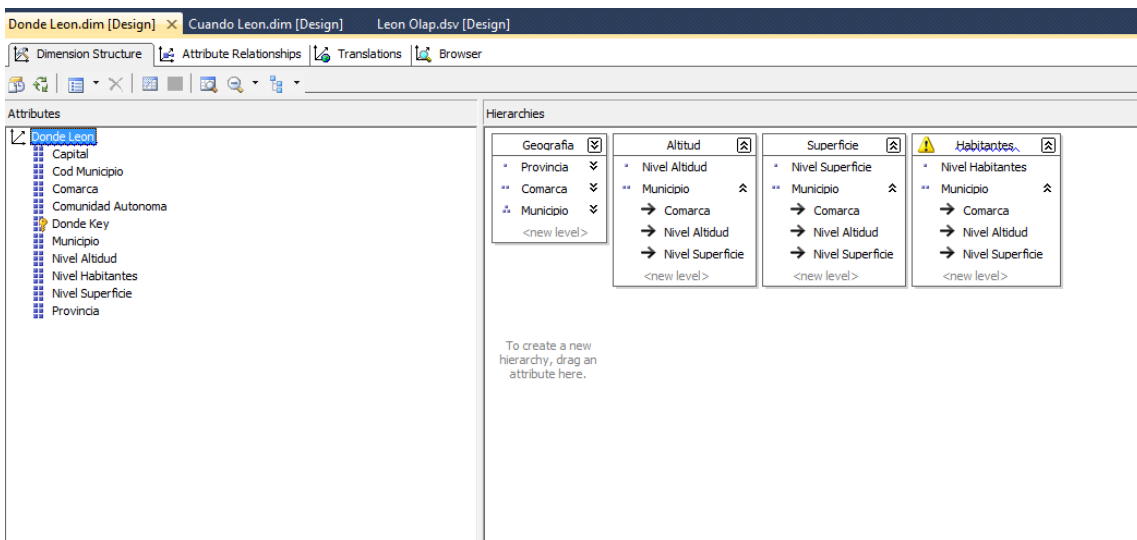 Donde Leon.dim [Design] Cuando Leon.dim [Design] Leon Olap.dsv [Design]
Dimension Structure Attribute Relationships Translations Browser
Attributes
Donde Leon
Capital
Cod Municipio
Comarca
Comunidad Autonoma
Donde Key
Municipio
Nivel Altidud
Nivel Habitantes
Nivel Superficie
Provincia
Hierarchies
Geografia
Provincia
Comarca
Municipio
<new level>
Altitud
Nivel Altidud
Municipio
Comarca
Nivel Altidud
Nivel Superficie
<new level>
Superficie
Nivel Superficie
Municipio
Comarca
Nivel Altidud
Nivel Superficie
<new level>
Habitantes
Nivel Habitantes
Municipio
Comarca
Nivel Altidud
Nivel Superficie
<new level>
To create a new
hierarchy, drag an
attribute here.